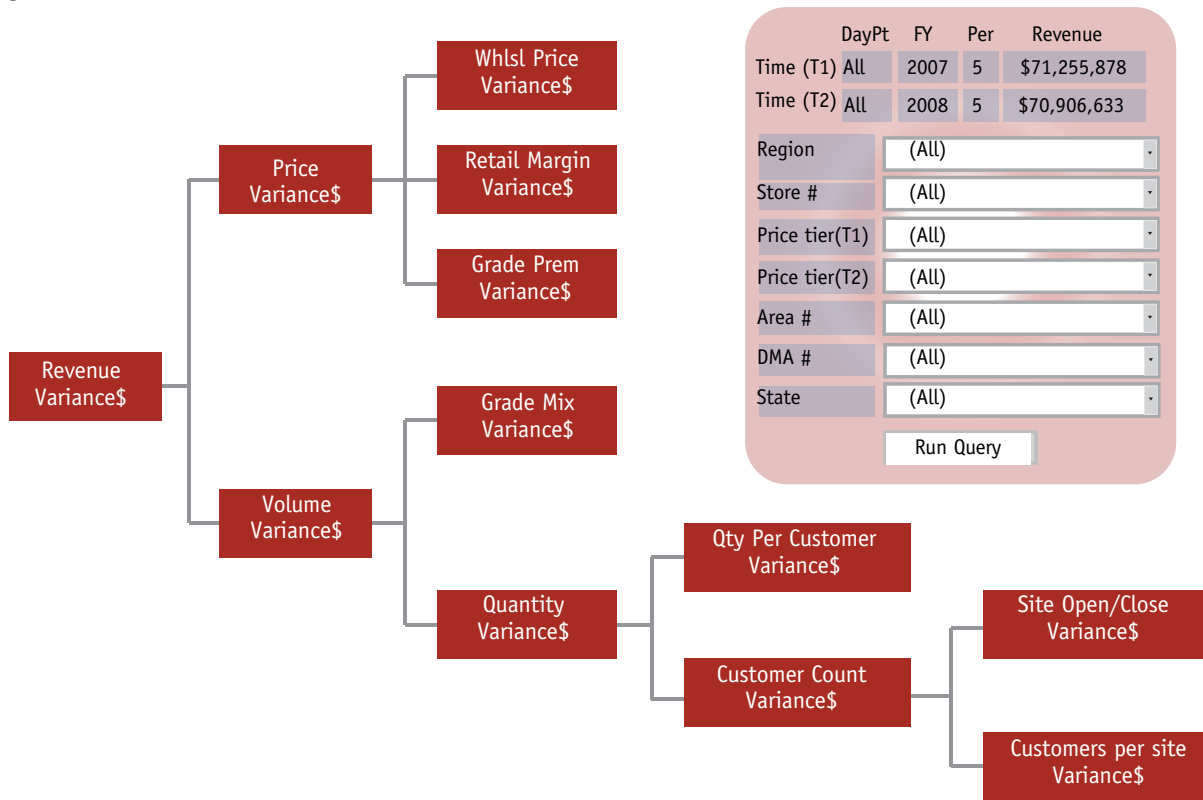 Revenue
Variance$
Price
Variance$
Volume
Variance$
Whlsl Price
Variance$
Retail Margin
Variance$
Grade Prem
Variance$
Grade Mix
Variance$
Quantity
Variance$
Qty Per Customer
Variance$
Customer Count
Variance$
Site Open/Close
Variance$
Customers per site
Variance$
DayPt FY Per Revenue
Time (T1) All 2007 5 $71,255,878
Time (T2) All 2008 5 $70,906,633
Region (All)
Store # (All)
Price tier(T1) (All)
Price tier(T2) (All)
Area # (All)
DMA # (All)
State (All)
Run Query